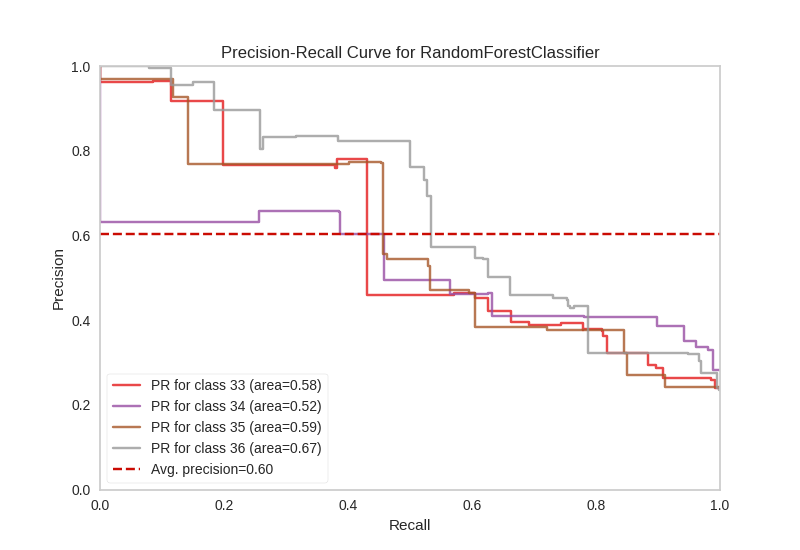 Precision-Recall Curve for RandomForestClassifier
1.0
0.8
0.6
0.4
0.2
0.0
Precision
PR for class 33 (area=0.58)
PR for class 34 (area=0.52)
PR for class 35 (area=0.59)
PR for class 36 (area=0.67)
Avg. precision=0.60
0.0 0.2 0.4 0.6 0.8 1.0
Recall